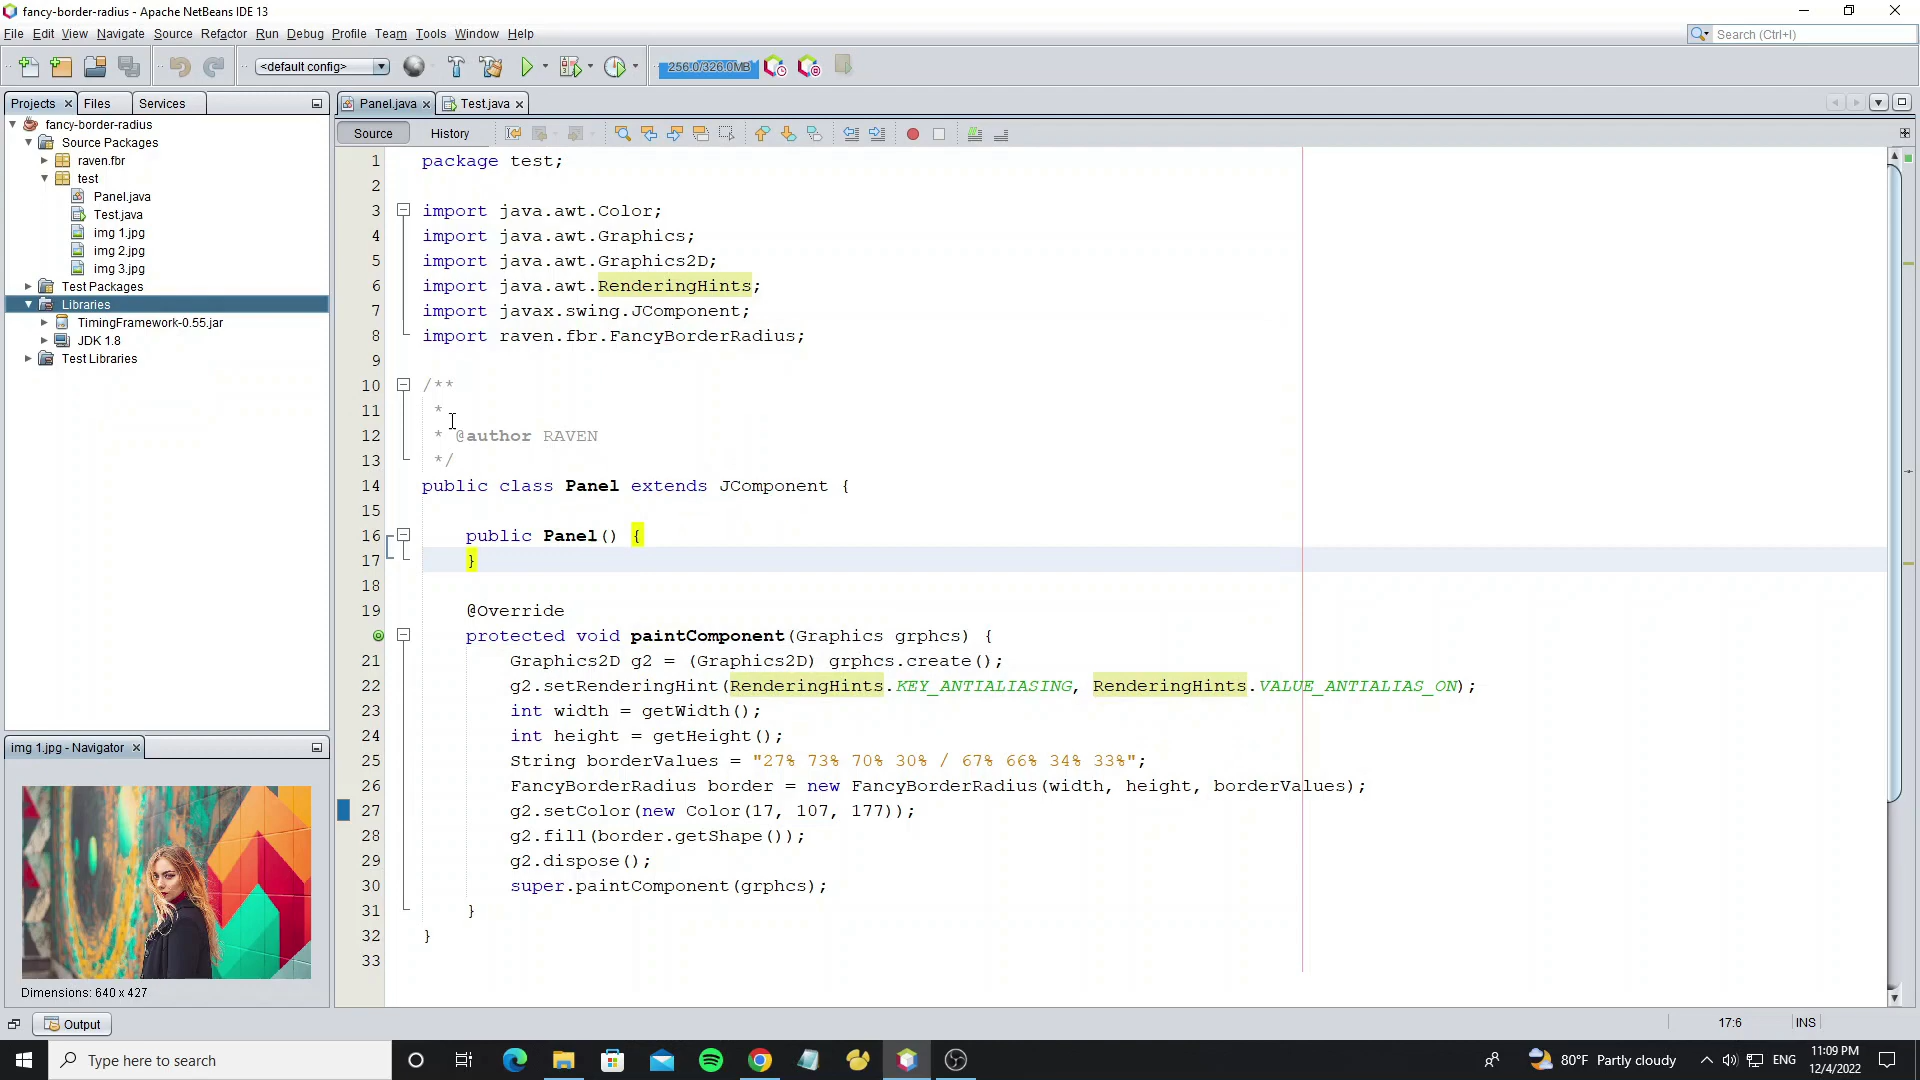 fancy-border-radius - Apache NetBeans IDE 13
File Edit View Navigate Source Refactor Run Debug Profile Team Tools Window Help
Search (Ctrl+I)
<default config>
256.0/326.0MB
Projects
Files
Services
Panel.java
Test.java
Source
History
fancy-border-radius
Source Packages
raven.fbr
test
Panel.java
Test.java
img 1.jpg
img 2.jpg
img 3.jpg
Test Packages
Libraries
TimingFramework-0.55.jar
JDK 1.8
Test Libraries
img 1.jpg - Navigator
Dimensions: 640 x 427
1 package test;
2
3 import java.awt.Color;
4 import java.awt.Graphics;
5 import java.awt.Graphics2D;
6 import java.awt.RenderingHints;
7 import javax.swing.JComponent;
8 import raven.fbr.FancyBorderRadius;
9
10 /**
11 *
12 * @author RAVEN
13 */
14 public class Panel extends JComponent {
15
16 public Panel() {
17 }
18
19 @Override
protected void paintComponent(Graphics grphcs) {
21 Graphics2D g2 = (Graphics2D) grphcs.create();
22 g2.setRenderingHint(RenderingHints.KEY_ANTIALIASING, RenderingHints.VALUE_ANTIALIAS_ON);
23 int width = getWidth();
24 int height = getHeight();
25 String borderValues = "27% 73% 70% 30% / 67% 66% 34% 33%";
26 FancyBorderRadius border = new FancyBorderRadius(width, height, borderValues);
27 g2.setColor(new Color(17, 107, 177));
28 g2.fill(border.getShape());
29 g2.dispose();
30 super.paintComponent(grphcs);
31 }
32 }
33
Output
17:6
INS
Type here to search
80°F Partly cloudy
ENG
11:09 PM
12/4/2022